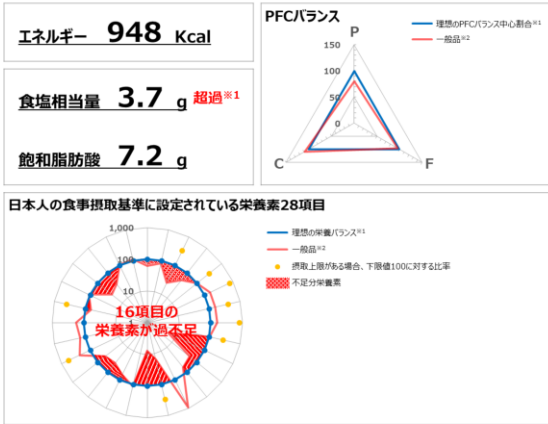 エネルギー 948 Kcal
食塩相当量 3.7 g 超過※1
飽和脂肪酸 7.2 g
PFCバランス
P
150
100
50
0
C
F
理想のPFCバランス中心割合※1
一般品※2
日本人の食事摂取基準に設定されている栄養素28項目
1,000
100
10
1
16項目の
栄養素が過不足
理想の栄養バランス※1
一般品※2
摂取上限がある場合、下限値100に対する比率
不足分栄養素